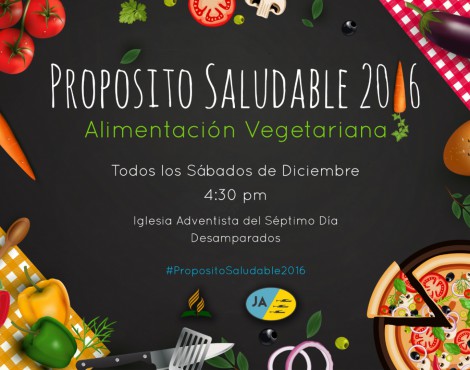 PROPÓSITO SALUDABLE 2016
Alimentación Vegetariana
Todos los Sábados de Diciembre
4:30 pm
Iglesia Adventista del Séptimo Día
Desamparados
#PropositoSaludable2016
JA